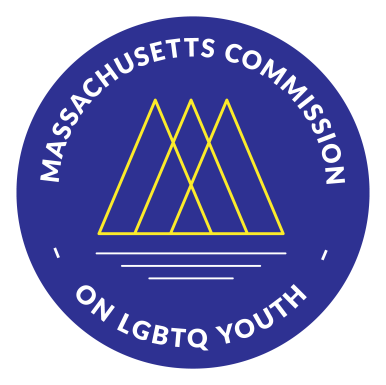 MASSACHUSETTS COMMISSION
ON LGBTQ YOUTH